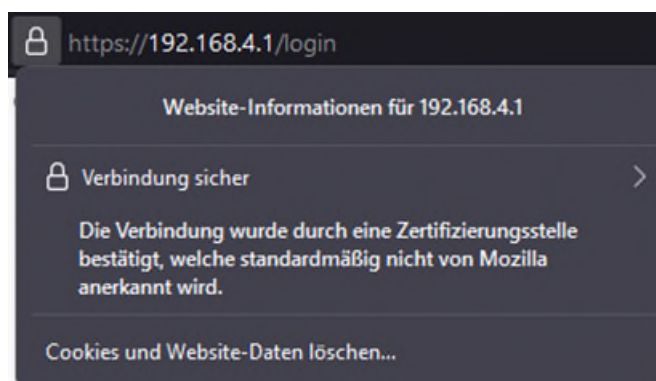 https://192.168.4.1/login
Website-Informationen für 192.168.4.1
Verbindung sicher
Die Verbindung wurde durch eine Zertifizierungsstelle
bestätigt, welche standardmäßig nicht von Mozilla
anerkannt wird.
Cookies und Website-Daten löschen...